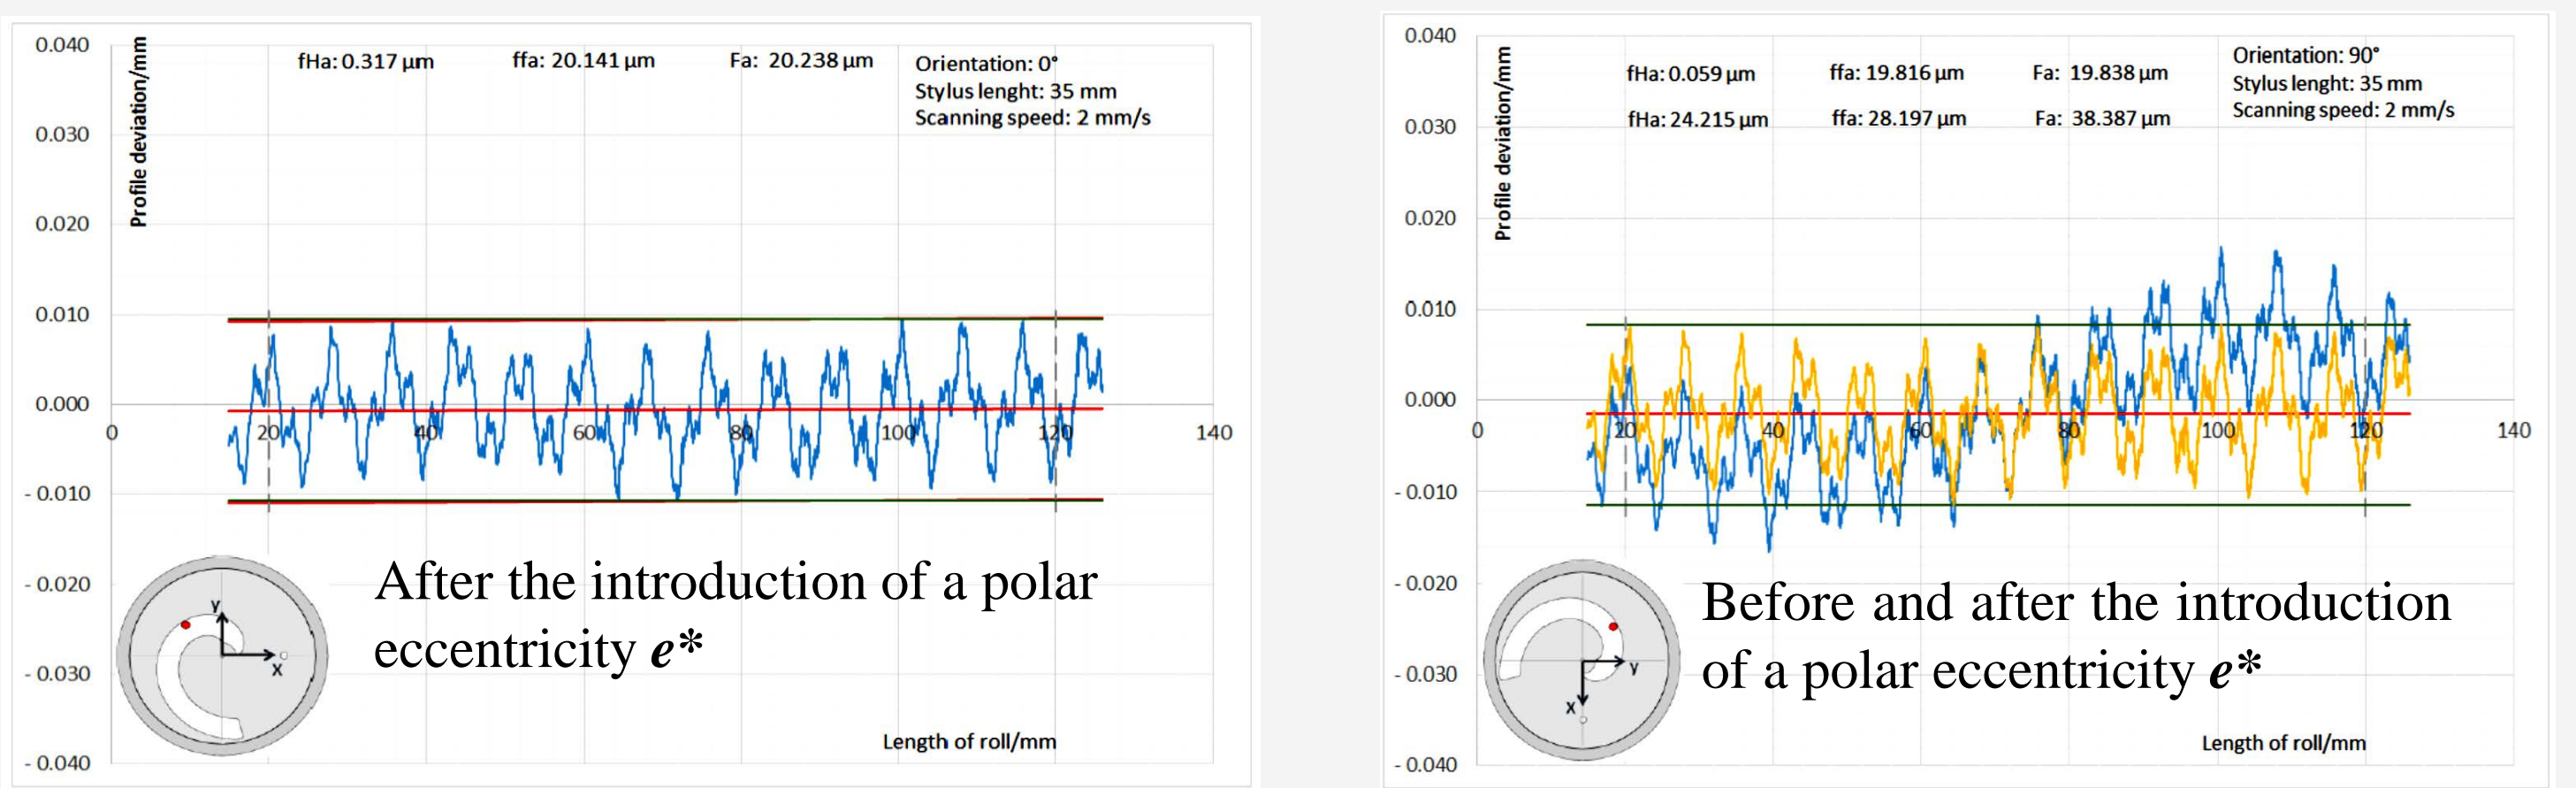 0.040
0.030
0.020
0.010
0.000
- 0.010
- 0.020
- 0.030
- 0.040
Profile deviation/mm
fHa: 0.317 µm ffa: 20.141 µm Fa: 20.238 µm
Orientation: 0°
Stylus lenght: 35 mm
Scanning speed: 2 mm/s
0 20 40 60 80 100 120 140
y
x
After the introduction of a polar
eccentricity e*
Length of roll/mm
0.040
0.030
0.020
0.010
0.000
- 0.010
- 0.020
- 0.030
- 0.040
Profile deviation/mm
fHa: 0.059 µm ffa: 19.816 µm Fa: 19.838 µm
fHa: 24.215 µm ffa: 28.197 µm Fa: 38.387 µm
Orientation: 90°
Stylus lenght: 35 mm
Scanning speed: 2 mm/s
0 20 40 60 80 100 120 140
y
x
Before and after the introduction
of a polar eccentricity e*
Length of roll/mm